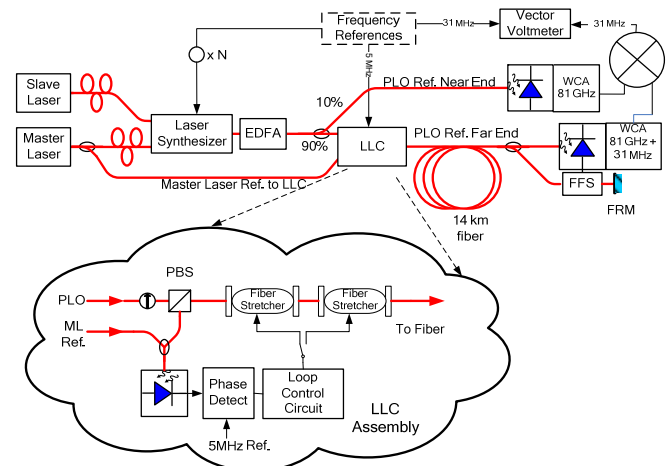 Frequency
References
31 MHz
Vector
Voltmeter
31 MHz
x N
5 MHz
Slave
Laser
Master
Laser
Laser
Synthesizer
EDFA
10%
90%
PLO Ref. Near End
WCA
81 GHz
LLC
PLO Ref. Far End
WCA
81 GHz +
31 MHz
Master Laser Ref. to LLC
14 km
fiber
FFS
FRM
PBS
PLO
ML
Ref.
Fiber
Stretcher
Fiber
Stretcher
To Fiber
Phase
Detect
Loop
Control
Circuit
LLC
Assembly
5MHz Ref.